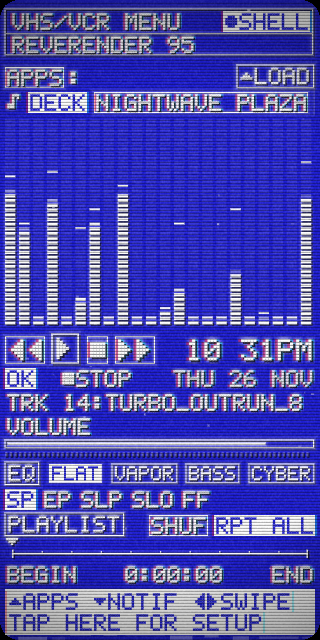 VHS/VCR MENU ●SHELL
REVERENDER 95
APPS: ▲LOAD
♪ DECK NIGHTWAVE PLAZA
10 31PM
OK ■STOP THU 26 NOV
TRK 14:TURBO_OUTRUN_8
VOLUME
EQ FLAT VAPOR BASS CYBER
SP EP SLP SLO FF
PLAYLIST SHUF RPT ALL
BEGIN 0:00:00 END
▲APPS ▼NOTIF ◀▶SWIPE
TAP HERE FOR SETUP